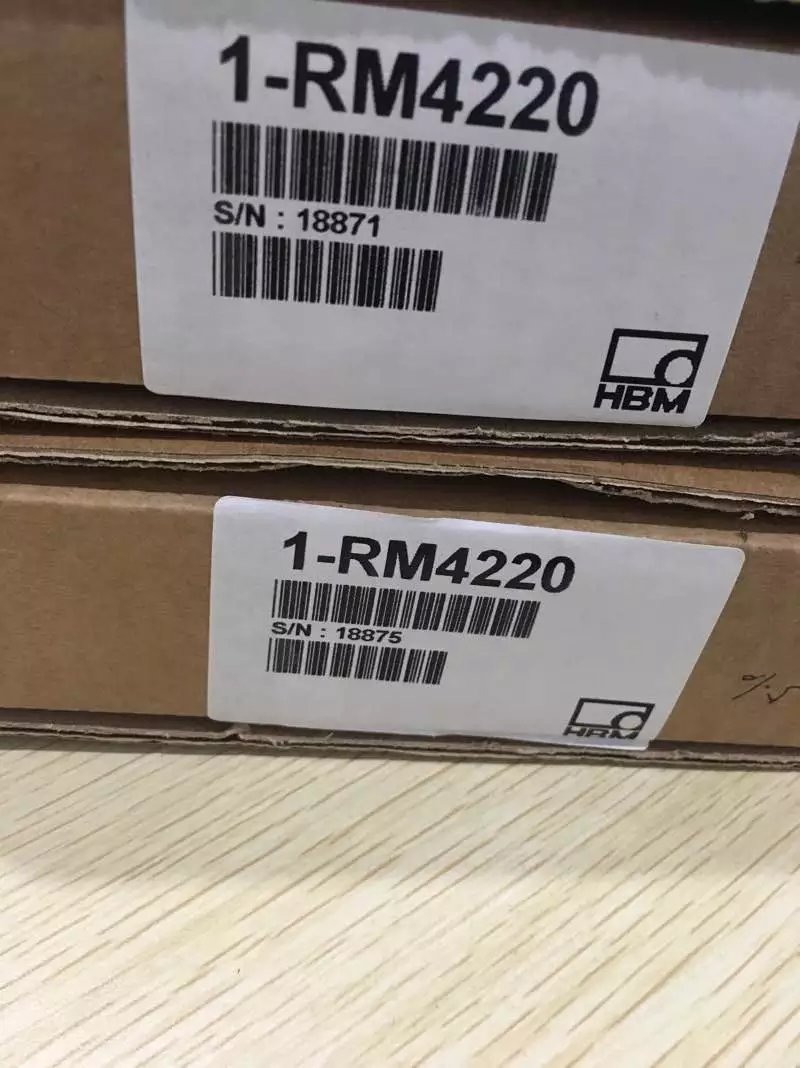 1-RM4220
S/N : 18871
HBM
1-RM4220
S/N : 18875
HBM